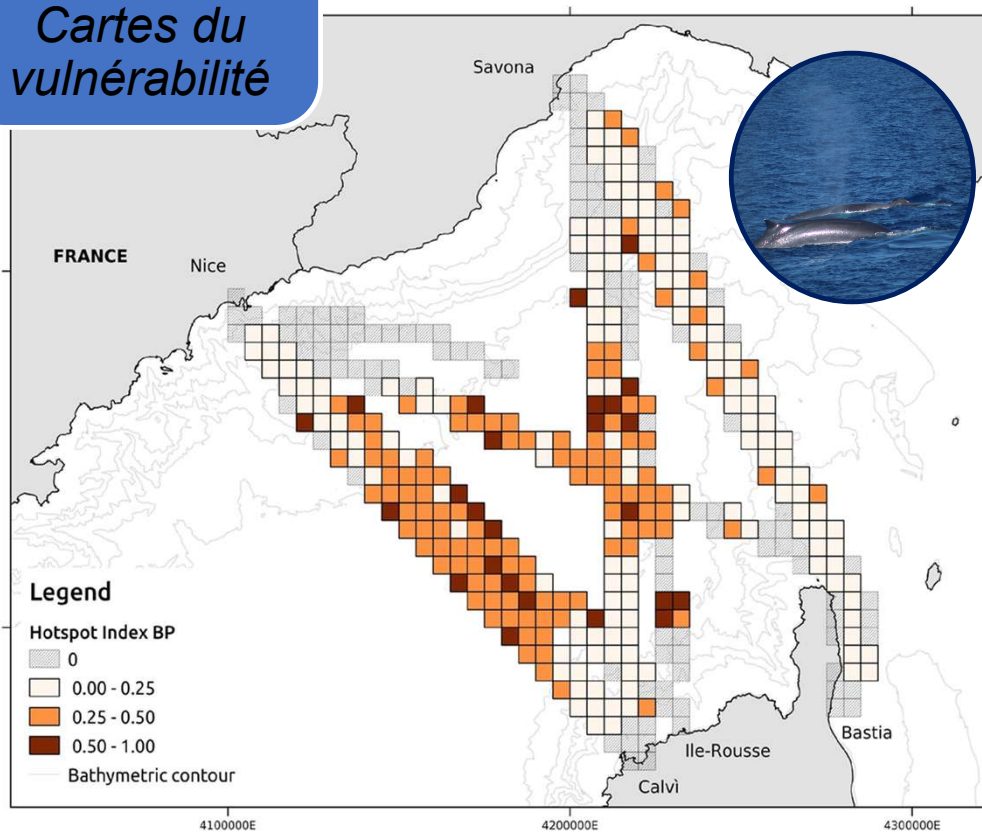 Cartes du
vulnérabilité
Savona
FRANCE
Nice
Legend
Hotspot Index BP
0
0.00 - 0.25
0.25 - 0.50
0.50 - 1.00
Bathymetric contour
Bastia
Ile-Rousse
Calvì
4100000E
4200000E
4300000E